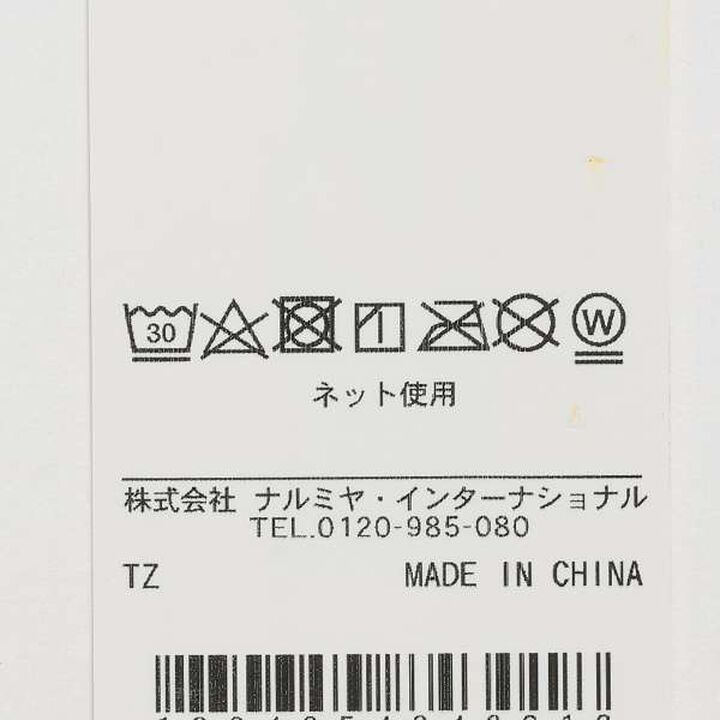 30 W
ネット使用
株式会社 ナルミヤ・インターナショナル
TEL.0120-985-080
TZ MADE IN CHINA